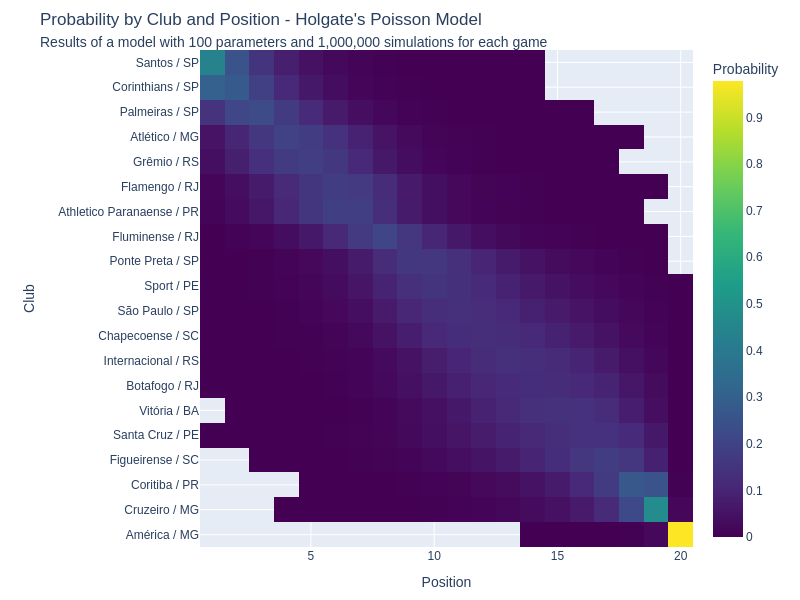 Probability by Club and Position - Holgate's Poisson Model
Results of a model with 100 parameters and 1,000,000 simulations for each game
Probability
Santos / SP
Corinthians / SP
Palmeiras / SP
Atlético / MG
Grêmio / RS
Flamengo / RJ
Athletico Paranaense / PR
Fluminense / RJ
Ponte Preta / SP
Sport / PE
São Paulo / SP
Chapecoense / SC
Internacional / RS
Botafogo / RJ
Vitória / BA
Santa Cruz / PE
Figueirense / SC
Coritiba / PR
Cruzeiro / MG
América / MG
Club
5
10
15
20
Position
0.9
0.8
0.7
0.6
0.5
0.4
0.3
0.2
0.1
0